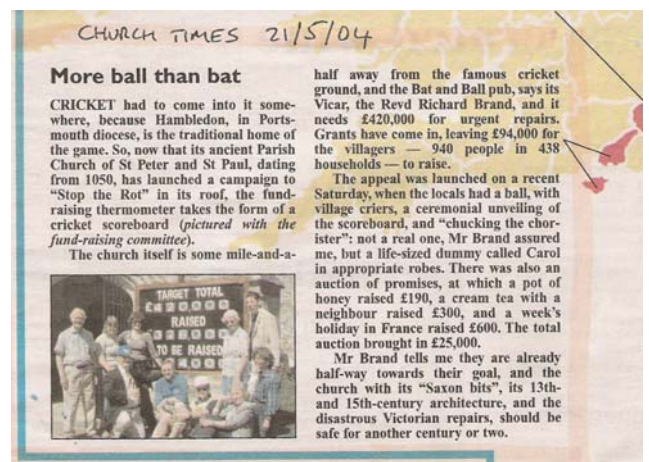 CHURCH TIMES 21/5/04
More ball than bat
CRICKET had to come into it some-
where, because Hambledon, in Ports-
mouth diocese, is the traditional home of
the game. So, now that its ancient Parish
Church of St Peter and St Paul, dating
from 1050, has launched a campaign to
“Stop the Rot” in its roof, the fund-
raising thermometer takes the form of a
cricket scoreboard (pictured with the
fund-raising committee).
The church itself is some mile-and-a-
TARGET TOTAL
RAISED
TO BE RAISED
half away from the famous cricket
ground, and the Bat and Ball pub, says its
Vicar, the Revd Richard Brand, and it
needs £420,000 for urgent repairs.
Grants have come in, leaving £94,000 for
the villagers — 940 people in 438
households — to raise.
The appeal was launched on a recent
Saturday, when the locals had a ball, with
village criers, a ceremonial unveiling of
the scoreboard, and “chucking the chor-
ister”: not a real one, Mr Brand assured
me, but a life-sized dummy called Carol
in appropriate robes. There was also an
auction of promises, at which a pot of
honey raised £190, a cream tea with a
neighbour raised £300, and a week’s
holiday in France raised £600. The total
auction brought in £25,000.
Mr Brand tells me they are already
half-way towards their goal, and the
church with its “Saxon bits”, its 13th-
and 15th-century architecture, and the
disastrous Victorian repairs, should be
safe for another century or two.